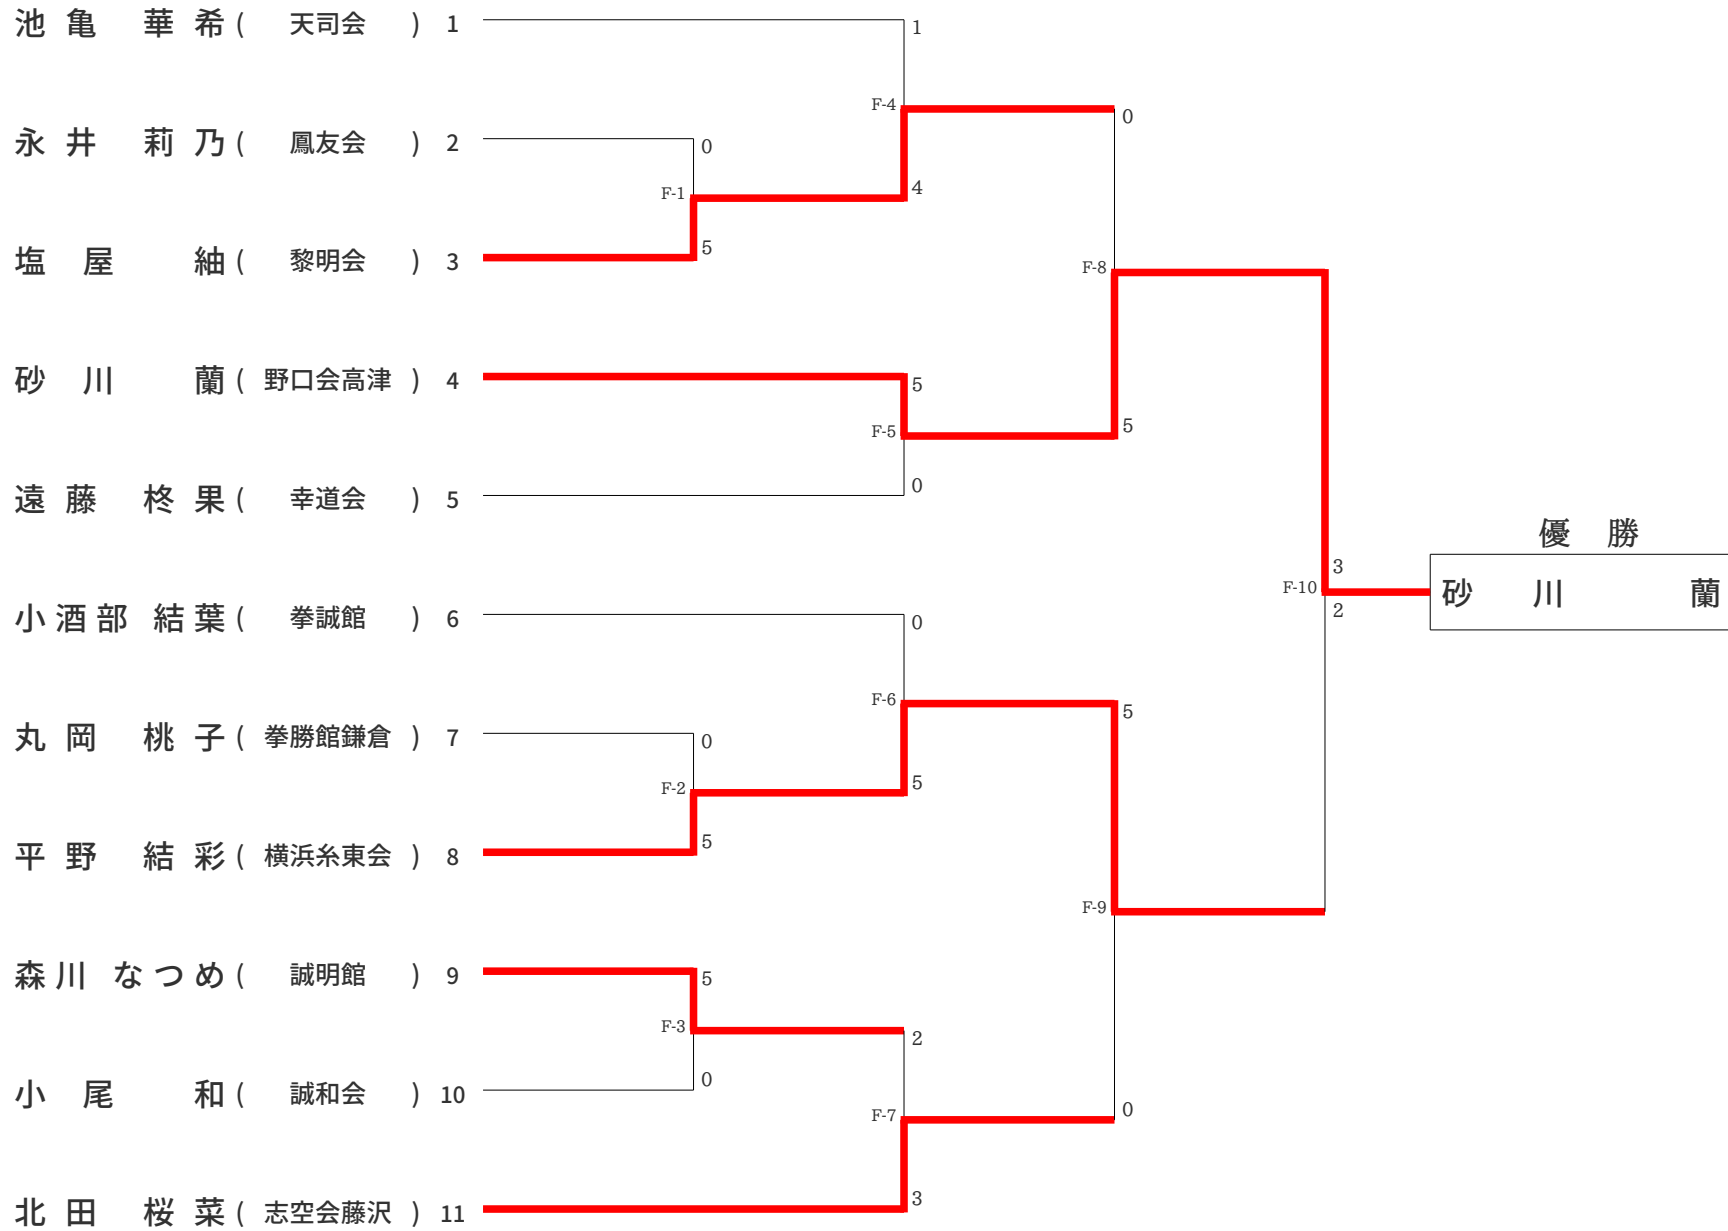 池亀 華希 ( 天司会 ) 1
1
F-4
0
永井 莉乃 ( 鳳友会 ) 2
0
F-1
4
塩屋 紬 ( 黎明会 ) 3
5
F-8
砂川 蘭 ( 野口会高津 ) 4
5
F-5
5
遠藤 柊果 ( 幸道会 ) 5
0
優 勝
3
F-10
砂川 蘭
2
小酒部 結葉 ( 拳誠館 ) 6
0
F-6
5
丸岡 桃子 ( 拳勝館鎌倉 ) 7
0
F-2
5
平野 結彩 ( 横浜糸東会 ) 8
5
F-9
森川 なつめ ( 誠明館 ) 9
5
F-3
2
小尾 和 ( 誠和会 ) 10
0
F-7
0
北田 桜菜 ( 志空会藤沢 ) 11
3